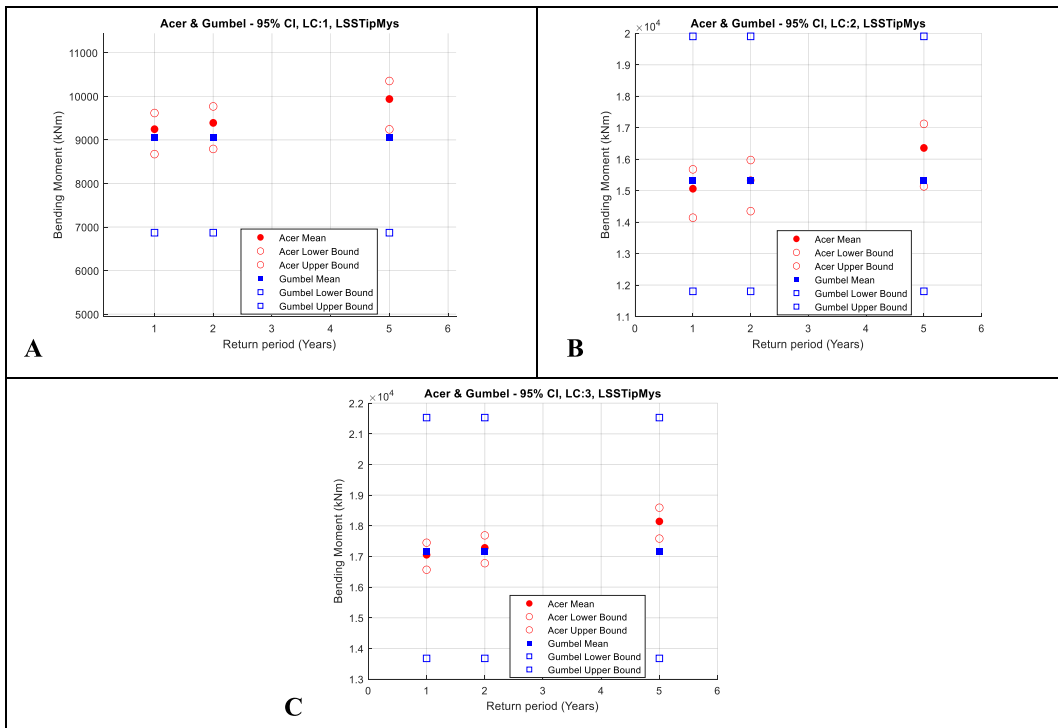 Acer & Gumbel - 95% CI, LC:1, LSSTipMys
11000
10000
9000
8000
7000
6000
5000
Bending Moment (kNm)
Acer Mean
Acer Lower Bound
Acer Upper Bound
Gumbel Mean
Gumbel Lower Bound
Gumbel Upper Bound
1 2 3 4 5 6
Return period (Years)
A
Acer & Gumbel - 95% CI, LC:2, LSSTipMys
×10⁴
2
1.9
1.8
1.7
1.6
1.5
1.4
1.3
1.2
1.1
Bending Moment (kNm)
Acer Mean
Acer Lower Bound
Acer Upper Bound
Gumbel Mean
Gumbel Lower Bound
Gumbel Upper Bound
0 1 2 3 4 5 6
Return period (Years)
B
Acer & Gumbel - 95% CI, LC:3, LSSTipMys
×10⁴
2.2
2.1
2
1.9
1.8
1.7
1.6
1.5
1.4
1.3
Bending Moment (kNm)
Acer Mean
Acer Lower Bound
Acer Upper Bound
Gumbel Mean
Gumbel Lower Bound
Gumbel Upper Bound
0 1 2 3 4 5 6
Return period (Years)
C